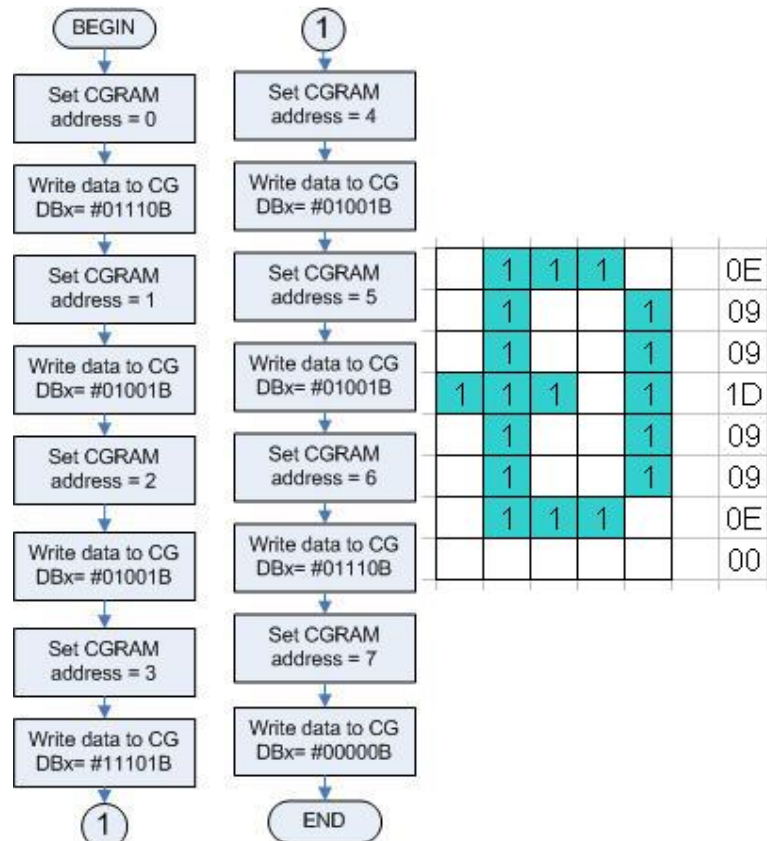 BEGIN
Set CGRAM
address = 0
Write data to CG
DBx= #01110B
Set CGRAM
address = 1
Write data to CG
DBx= #01001B
Set CGRAM
address = 2
Write data to CG
DBx= #01001B
Set CGRAM
address = 3
Write data to CG
DBx= #11101B
1
1
Set CGRAM
address = 4
Write data to CG
DBx= #01001B
Set CGRAM
address = 5
Write data to CG
DBx= #01001B
Set CGRAM
address = 6
Write data to CG
DBx= #01110B
Set CGRAM
address = 7
Write data to CG
DBx= #00000B
END
1 1 1 0E
1 1 09
1 1 09
1 1 1 1 1D
1 1 09
1 1 09
1 1 1 0E
00